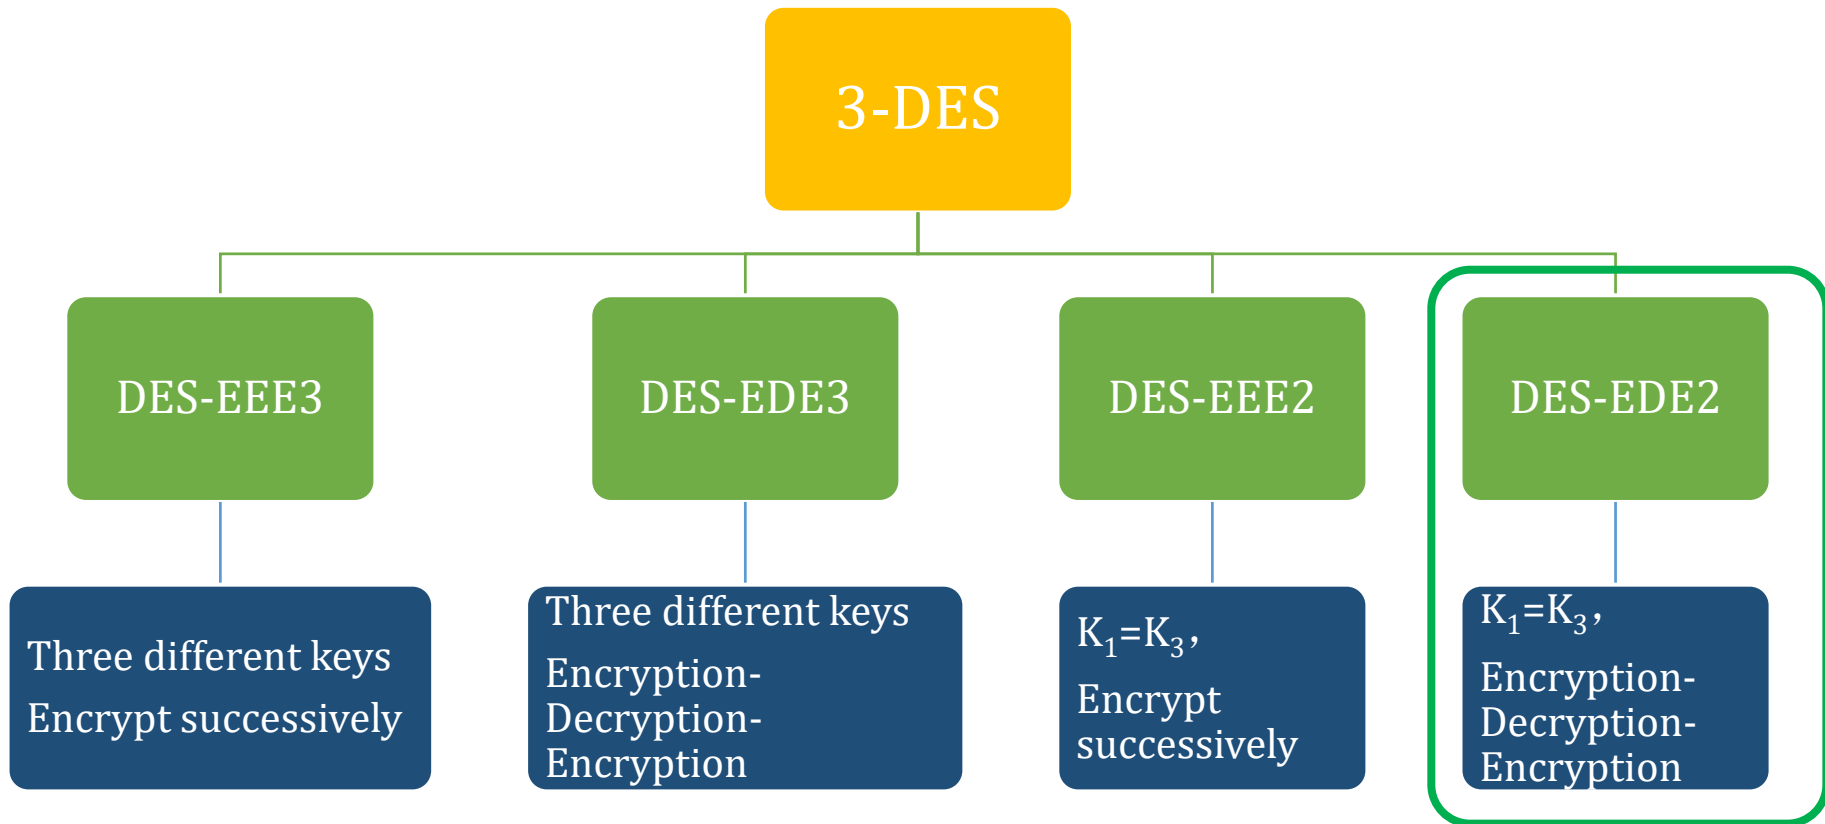 3-DES
DES-EEE3
DES-EDE3
DES-EEE2
DES-EDE2
Three different keys
Encrypt successively
Three different keys
Encryption-
Decryption-
Encryption
K₁=K₃,
Encrypt
successively
K₁=K₃,
Encryption-
Decryption-
Encryption